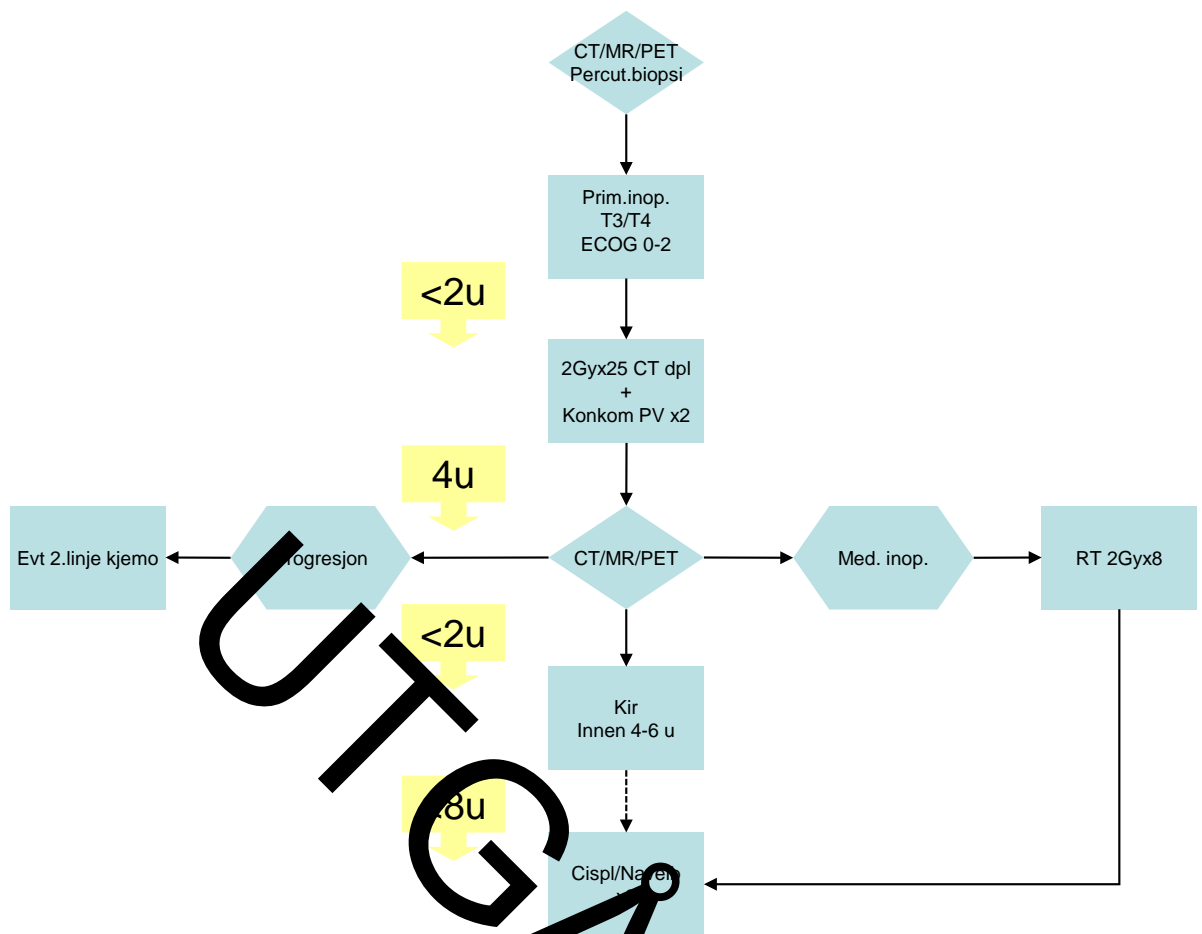 CT/MR/PET
Percut.biopsi
Prim.inop.
T3/T4
ECOG 0-2
<2u
2Gyx25 CT dpl
+
Konkom PV x2
4u
Evt 2.linje kjemo
CT/MR/PET
Med. inop.
RT 2Gyx8
<2u
Kir
Innen 4-6 u
UTGÅ